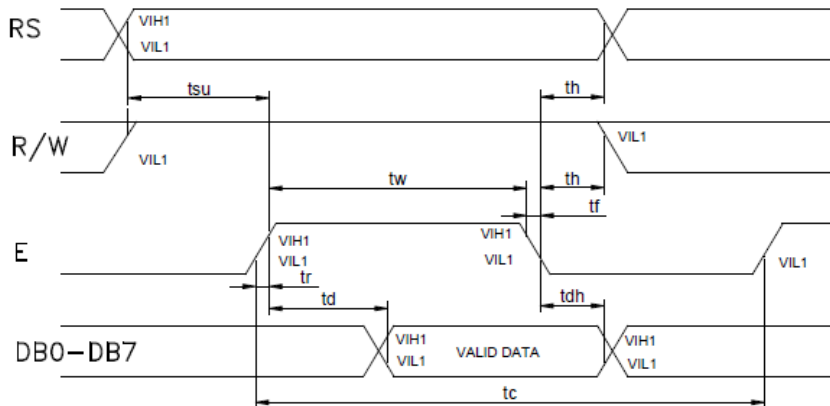 RS
VIH1
VIL1
tsu
th
R/W
VIL1
VIL1
tw
th
tf
E
VIH1
VIL1
VIH1
VIL1
VIL1
tr
td
tdh
DB0-DB7
VIH1
VIL1
VALID DATA
VIH1
VIL1
tc